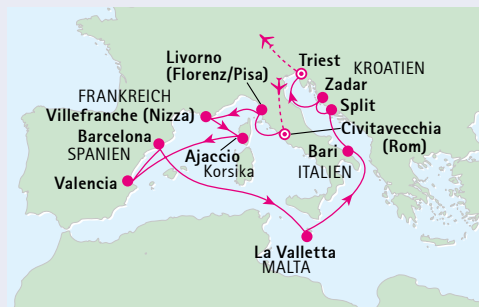 Livorno
(Florenz/Pisa)
Triest
KROATIEN
Zadar
Split
FRANKREICH
Villefranche (Nizza)
Civitavecchia
(Rom)
Barcelona
SPANIEN
Ajaccio
Korsika
Bari
ITALIEN
Valencia
La Valletta
MALTA